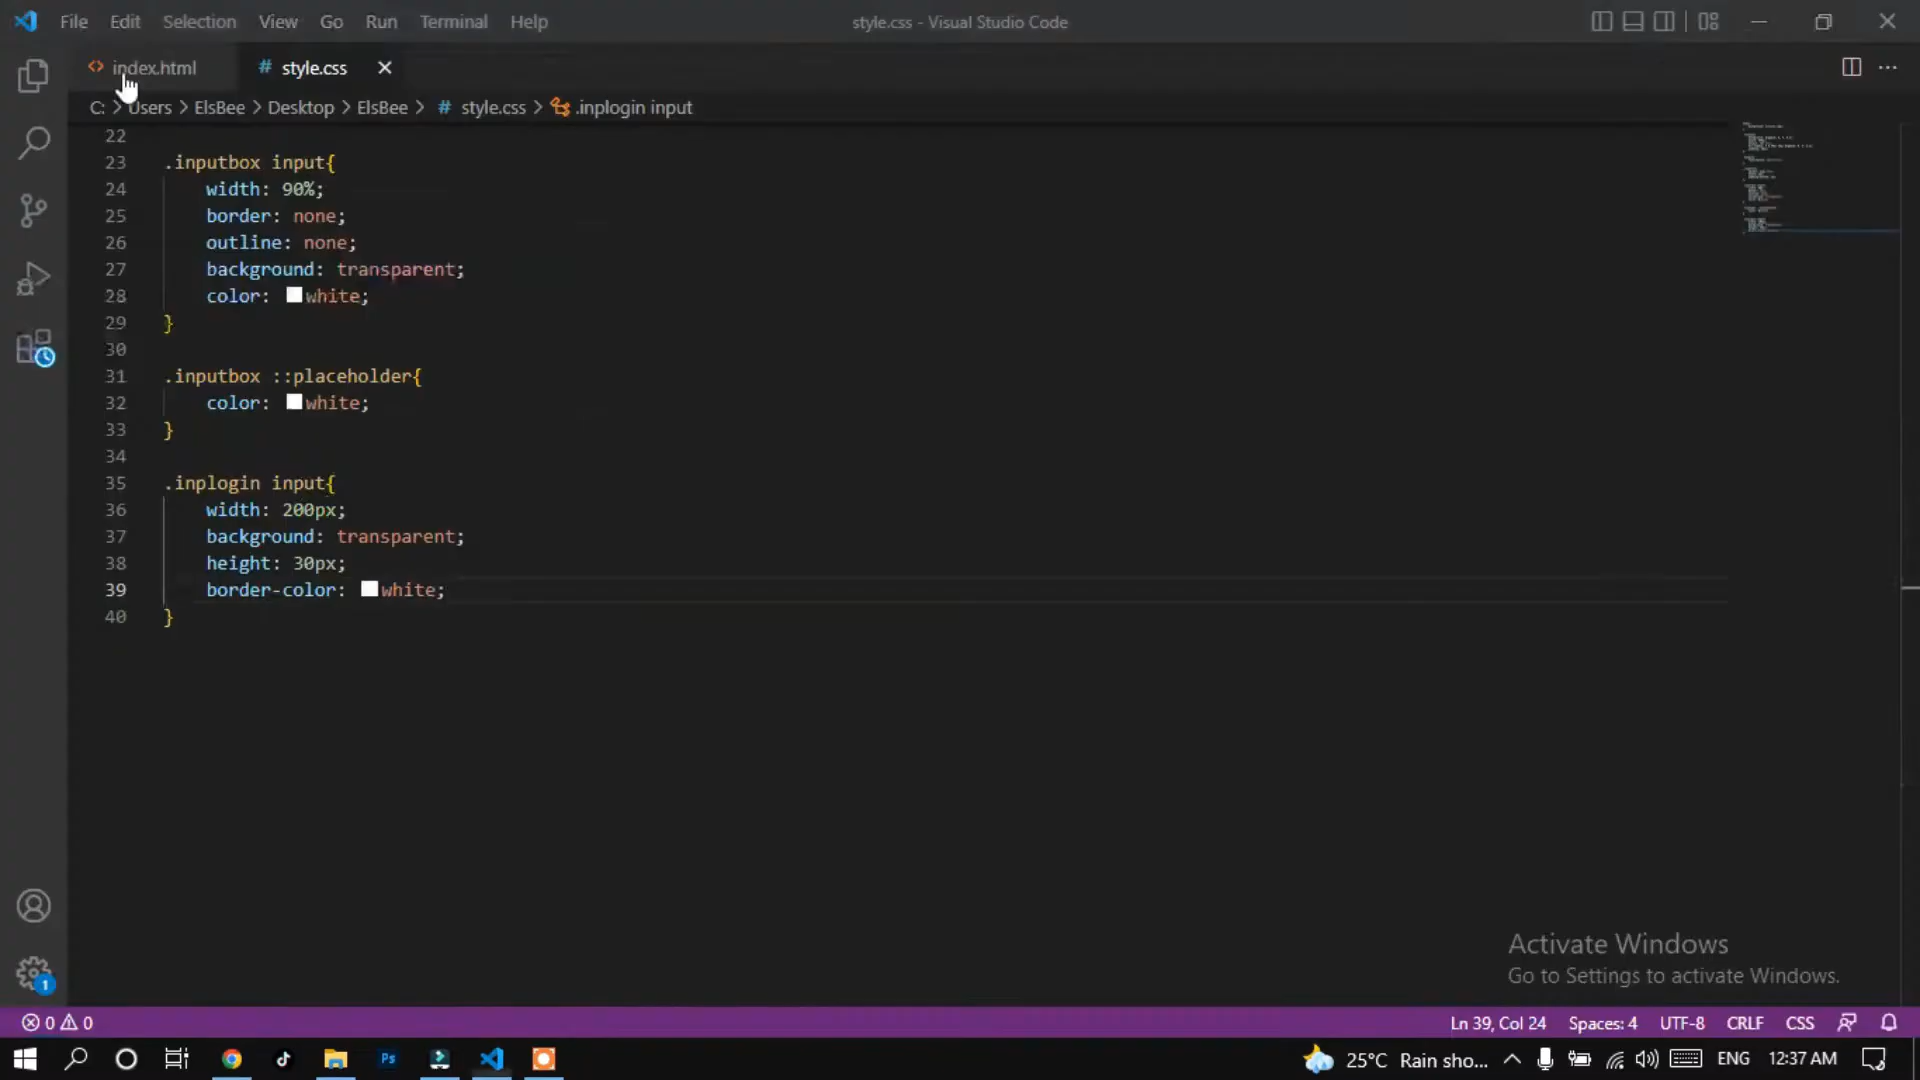 File Edit Selection View Go Run Terminal Help style.css - Visual Studio Code
<> index.html # style.css
C: > Users > ElsBee > Desktop > ElsBee > # style.css > .inplogin input
22
23 .inputbox input{
24 width: 90%;
25 border: none;
26 outline: none;
27 background: transparent;
28 color: white;
29 }
30
31 .inputbox ::placeholder{
32 color: white;
33 }
34
35 .inplogin input{
36 width: 200px;
37 background: transparent;
38 height: 30px;
39 border-color: white;
40 }
Activate Windows
Go to Settings to activate Windows.
1
0 0 Ln 39, Col 24 Spaces: 4 UTF-8 CRLF CSS
Ps 25°C Rain sho... ENG 12:37 AM